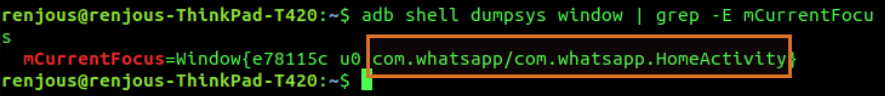 renjous@renjous-ThinkPad-T420:~$ adb shell dumpsys window | grep -E mCurrentFocu
s
  mCurrentFocus=Window{e78115c u0 com.whatsapp/com.whatsapp.HomeActivity}
renjous@renjous-ThinkPad-T420:~$